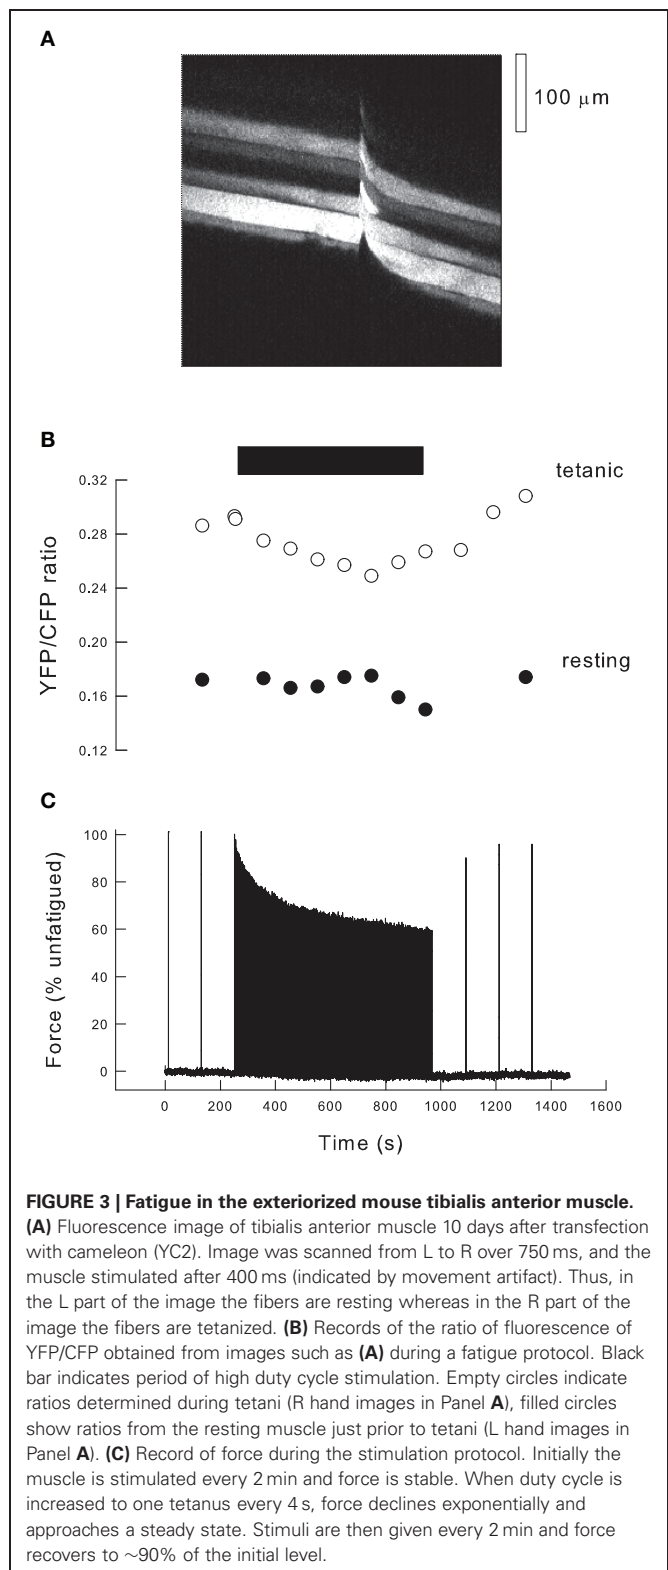 A
100 μm
B
tetanic
0.32
0.28
0.24
0.20
0.16
0.12
YFP/CFP ratio
resting
C
100
80
60
40
20
0
Force (% unfatigued)
0 200 400 600 800 1000 1200 1400 1600
Time (s)
FIGURE 3 | Fatigue in the exteriorized mouse tibialis anterior muscle.
(A) Fluorescence image of tibialis anterior muscle 10 days after transfection
with cameleon (YC2). Image was scanned from L to R over 750 ms, and the
muscle stimulated after 400 ms (indicated by movement artifact). Thus, in
the L part of the image the fibers are resting whereas in the R part of the
image the fibers are tetanized. (B) Records of the ratio of fluorescence of
YFP/CFP obtained from images such as (A) during a fatigue protocol. Black
bar indicates period of high duty cycle stimulation. Empty circles indicate
ratios determined during tetani (R hand images in Panel A), filled circles
show ratios from the resting muscle just prior to tetani (L hand images in
Panel A). (C) Record of force during the stimulation protocol. Initially the
muscle is stimulated every 2 min and force is stable. When duty cycle is
increased to one tetanus every 4 s, force declines exponentially and
approaches a steady state. Stimuli are then given every 2 min and force
recovers to ~90% of the initial level.